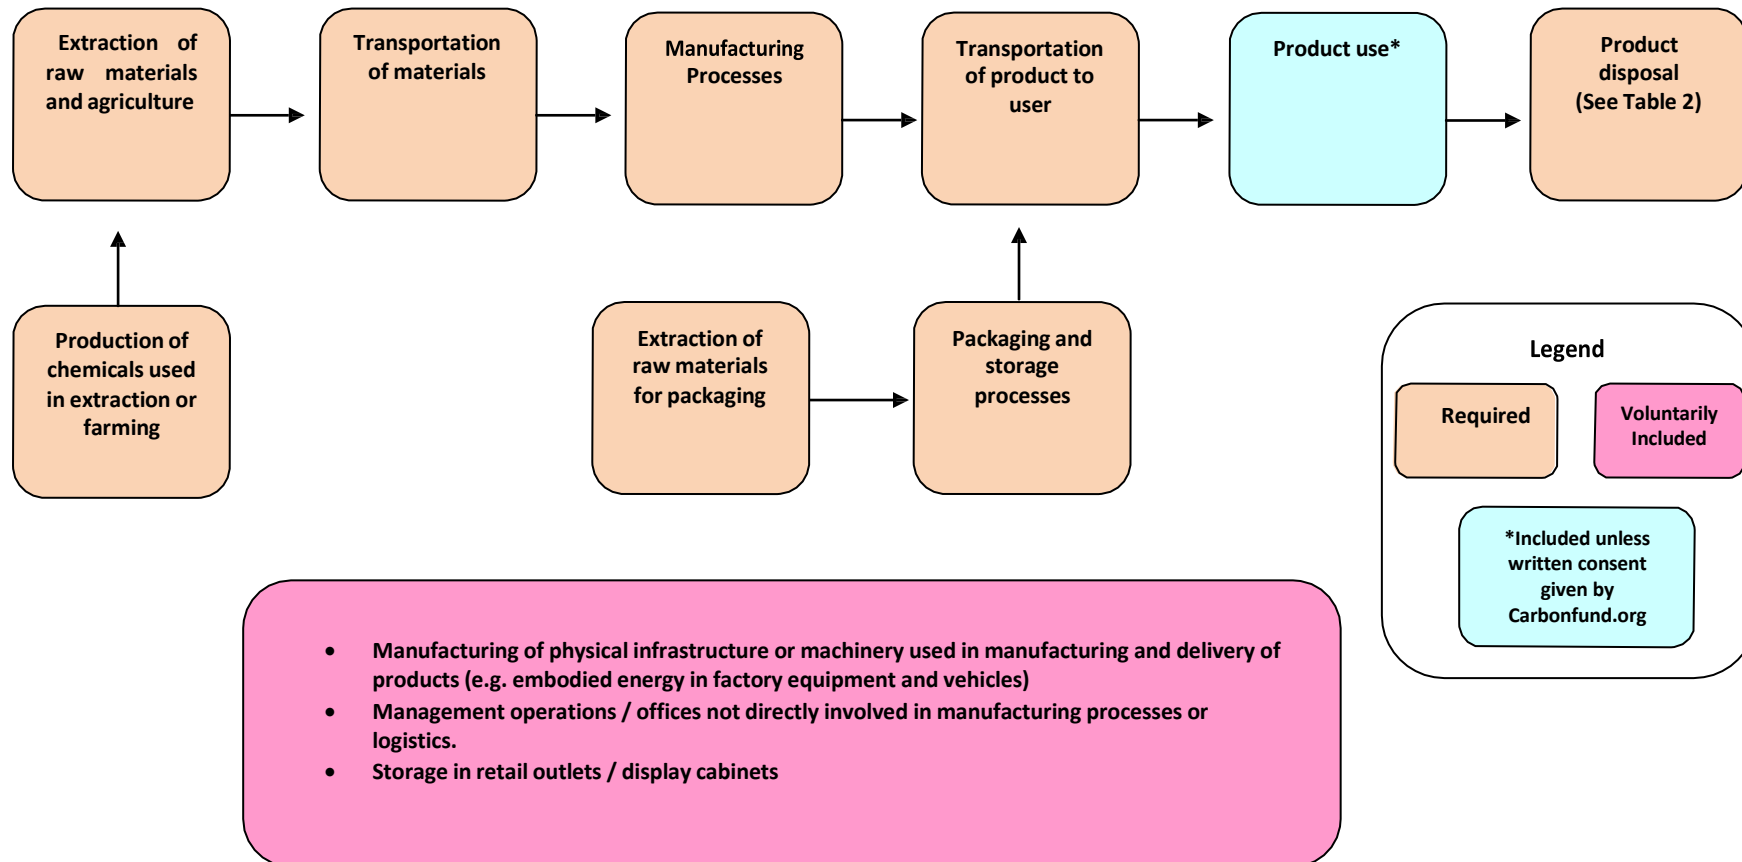 Extraction of
raw materials
and agriculture
Transportation
of materials
Manufacturing
Processes
Transportation
of product to
user
Product use*
Product
disposal
(See Table 2)
Production of
chemicals used
in extraction or
farming
Extraction of
raw materials
for packaging
Packaging and
storage
processes
Legend
Required
Voluntarily
Included
*Included unless
written consent
given by
Carbonfund.org
• Manufacturing of physical infrastructure or machinery used in manufacturing and delivery of
products (e.g. embodied energy in factory equipment and vehicles)
• Management operations / offices not directly involved in manufacturing processes or
logistics.
• Storage in retail outlets / display cabinets